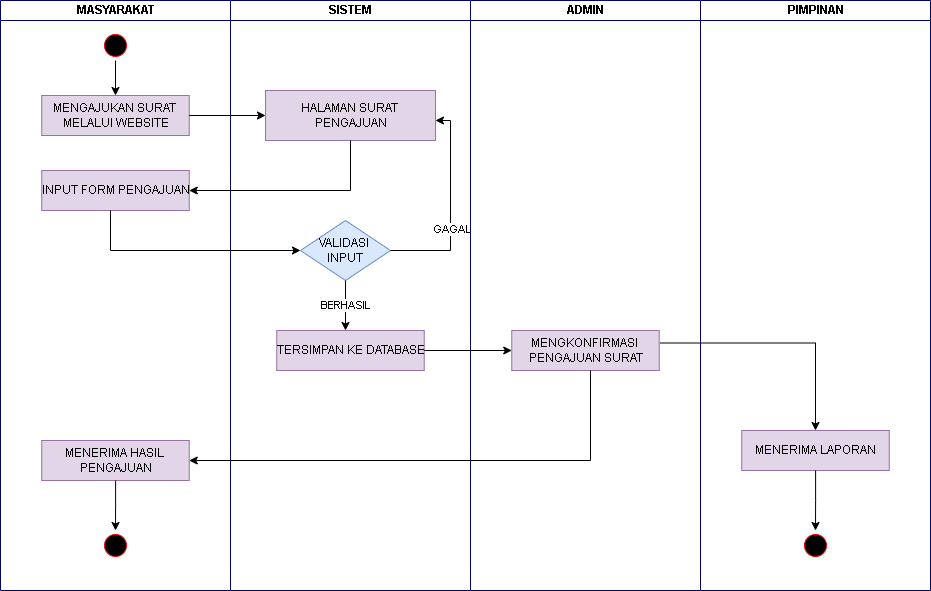 MASYARAKAT
SISTEM
ADMIN
PIMPINAN
MENGAJUKAN SURAT
MELALUI WEBSITE
HALAMAN SURAT
PENGAJUAN
INPUT FORM PENGAJUAN
GAGAL
VALIDASI
INPUT
BERHASIL
TERSIMPAN KE DATABASE
MENGKONFIRMASI
PENGAJUAN SURAT
MENERIMA HASIL
PENGAJUAN
MENERIMA LAPORAN